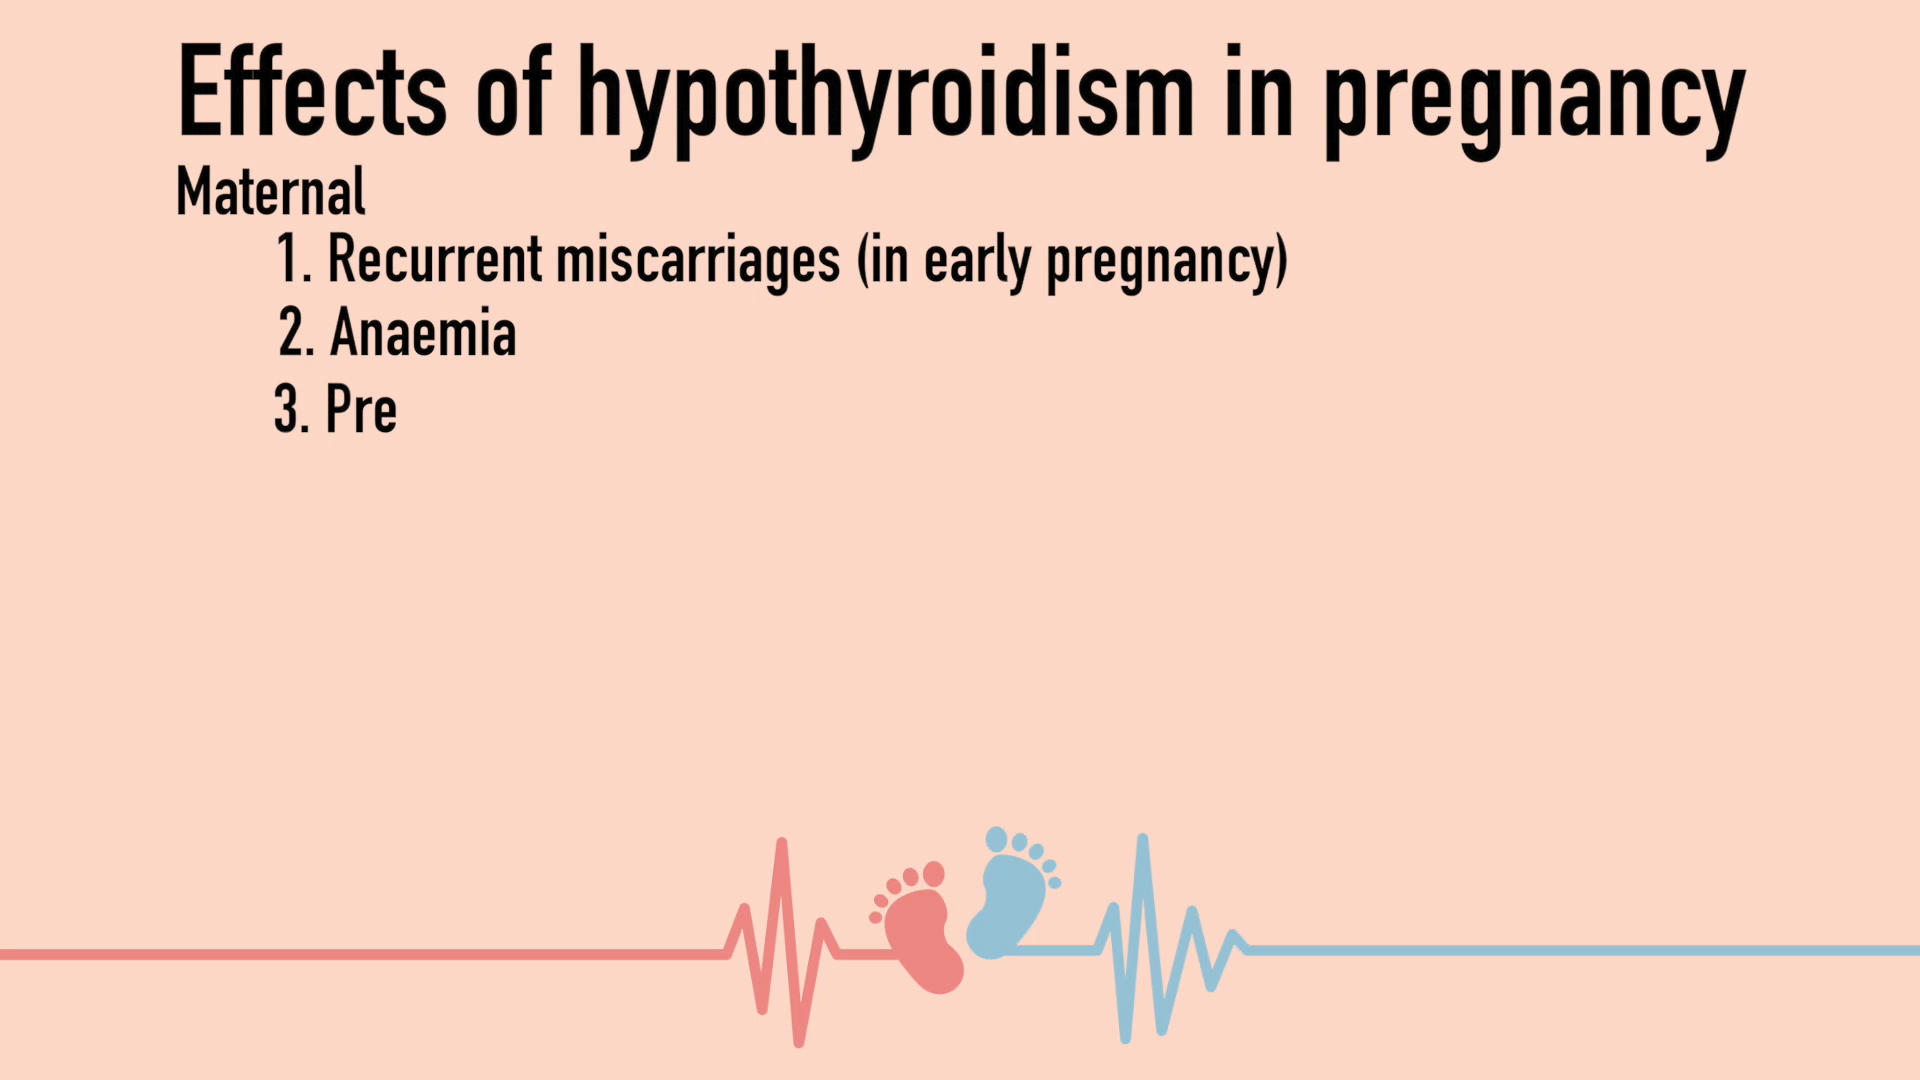 Effects of hypothyroidism in pregnancy
Maternal
1. Recurrent miscarriages (in early pregnancy)
2. Anaemia
3. Pre